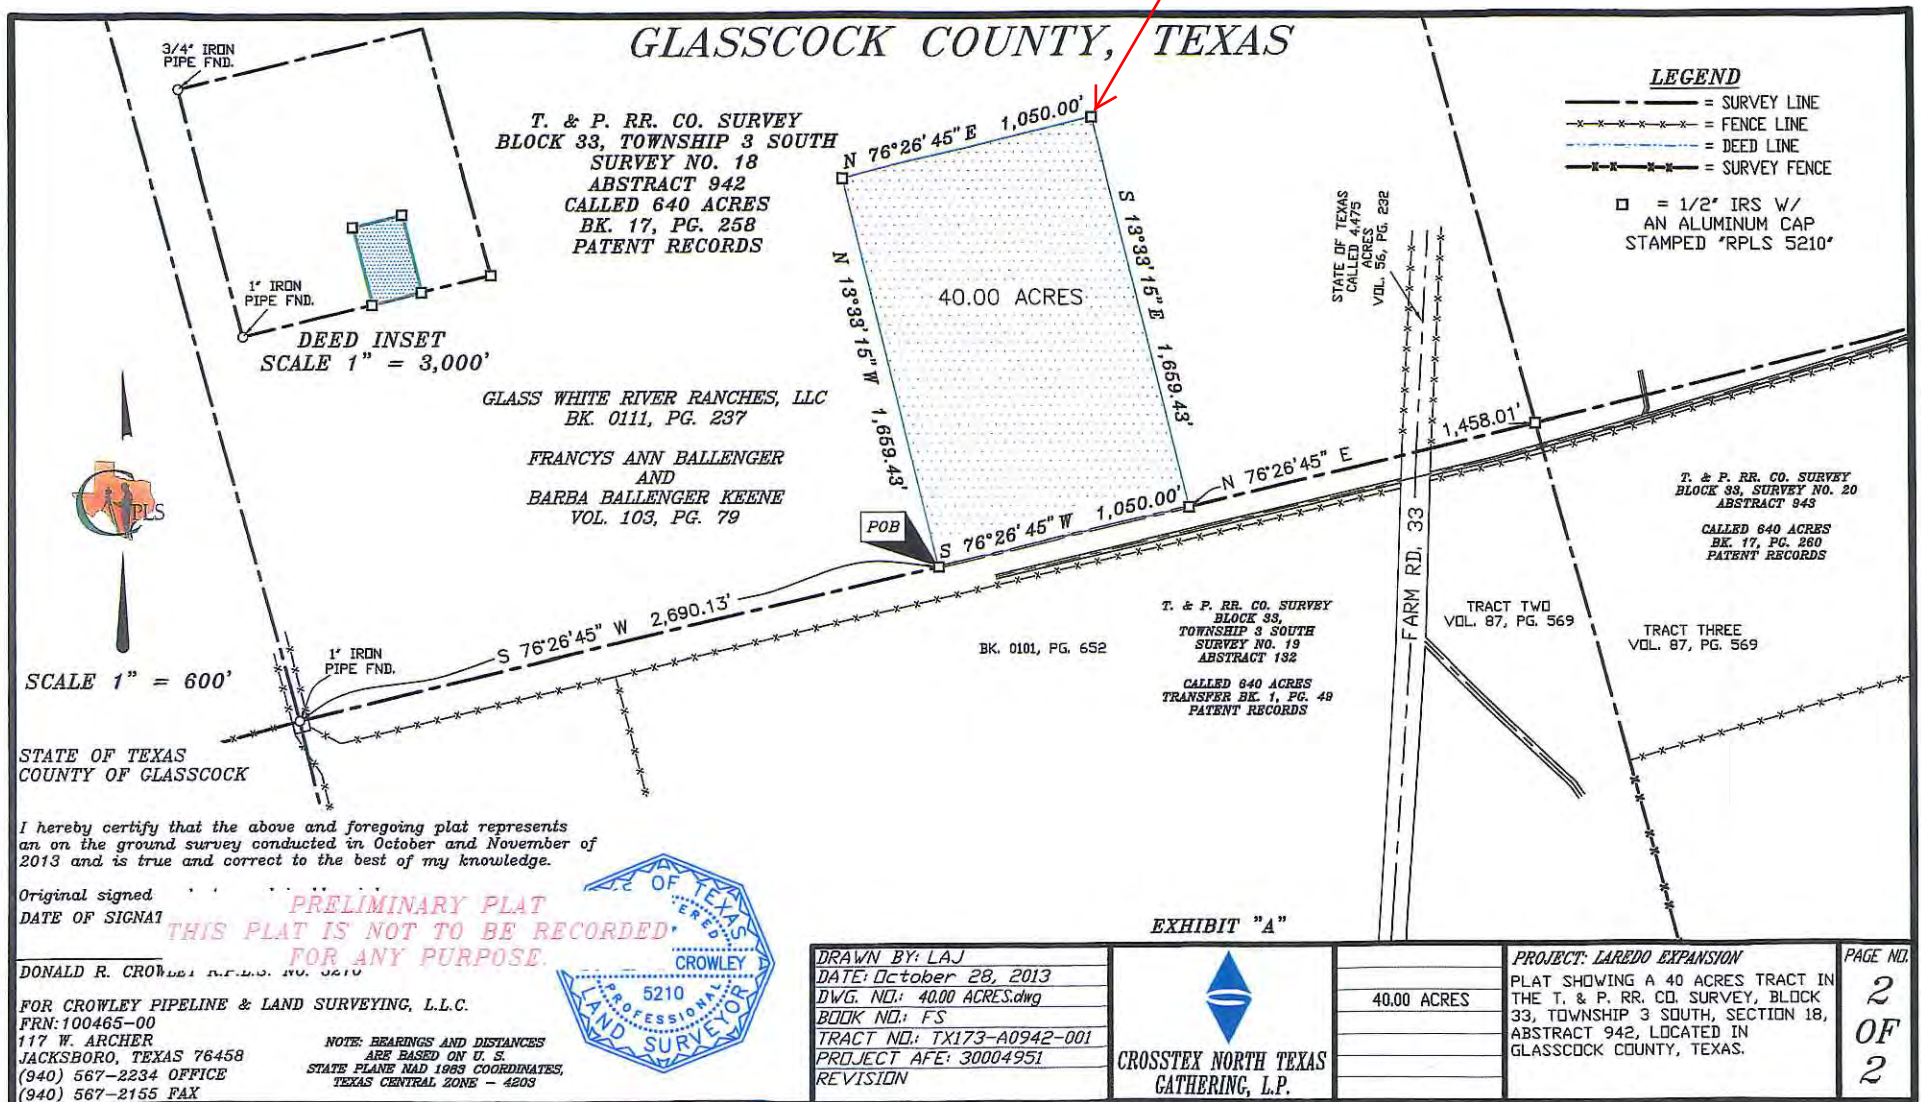 GLASSCOCK COUNTY, TEXAS
3/4" IRON
PIPE FND.
1" IRON
PIPE FND.
DEED INSET
SCALE 1" = 3,000'
T. & P. RR. CO. SURVEY
BLOCK 33, TOWNSHIP 3 SOUTH
SURVEY NO. 18
ABSTRACT 942
CALLED 640 ACRES
BK. 17, PG. 258
PATENT RECORDS
GLASS WHITE RIVER RANCHES, LLC
BK. 0111, PG. 237
FRANCYS ANN BALLENGER
AND
BARBA BALLENGER KEENE
VOL. 103, PG. 79
N 76°26'45" E 1,050.00'
S 13°33'15" E 1,659.43'
N 13°33'15" W 1,659.43'
40.00 ACRES
S 76°26'45" W 1,050.00'
POB
N 76°26'45" E 1,458.01'
S 76°26'45" W 2,690.13'
1" IRON
PIPE FND.
LEGEND
= SURVEY LINE
= FENCE LINE
= DEED LINE
= SURVEY FENCE
= 1/2" IRS W/
AN ALUMINUM CAP
STAMPED "RPLS 5210"
STATE OF TEXAS
CALLED 4.475
ACRES
VOL. 56, PG. 232
FARM RD. 33
T. & P. RR. CO. SURVEY
BLOCK 33, SURVEY NO. 20
ABSTRACT 943
CALLED 640 ACRES
BK. 17, PG. 260
PATENT RECORDS
BK. 0101, PG. 652
T. & P. RR. CO. SURVEY
BLOCK 33,
TOWNSHIP 3 SOUTH
SURVEY NO. 19
ABSTRACT 132
CALLED 640 ACRES
TRANSFER BK. 1, PG. 49
PATENT RECORDS
TRACT TWO
VOL. 87, PG. 569
TRACT THREE
VOL. 87, PG. 569
PLS
SCALE 1" = 600'
STATE OF TEXAS
COUNTY OF GLASSCOCK
I hereby certify that the above and foregoing plat represents
an on the ground survey conducted in October and November of
2013 and is true and correct to the best of my knowledge.
Original signed
DATE OF SIGNAT
PRELIMINARY PLAT
THIS PLAT IS NOT TO BE RECORDED
FOR ANY PURPOSE.
OF TEXAS
CROWLEY
5210
PROFESSIONAL
LAND SURVEYOR
DONALD R. CROWLEY R.P.L.S. NO. 5210
FOR CROWLEY PIPELINE & LAND SURVEYING, L.L.C.
FRN:100465-00
117 W. ARCHER
JACKSBORO, TEXAS 76458
(940) 567-2234 OFFICE
(940) 567-2155 FAX
NOTE: BEARINGS AND DISTANCES
ARE BASED ON U. S.
STATE PLANE NAD 1983 COORDINATES,
TEXAS CENTRAL ZONE - 4203
EXHIBIT "A"
DRAWN BY: LAJ
DATE: October 28, 2013
DWG. NO.: 40.00 ACRES.dwg
BOOK NO.: FS
TRACT NO.: TX173-A0942-001
PROJECT AFE: 30004951
REVISION
CROSSTEX NORTH TEXAS
GATHERING, L.P.
40.00 ACRES
PROJECT: LAREDO EXPANSION
PLAT SHOWING A 40 ACRES TRACT IN
THE T. & P. RR. CO. SURVEY, BLOCK
33, TOWNSHIP 3 SOUTH, SECTION 18,
ABSTRACT 942, LOCATED IN
GLASSCOCK COUNTY, TEXAS.
PAGE NO.
2
OF
2